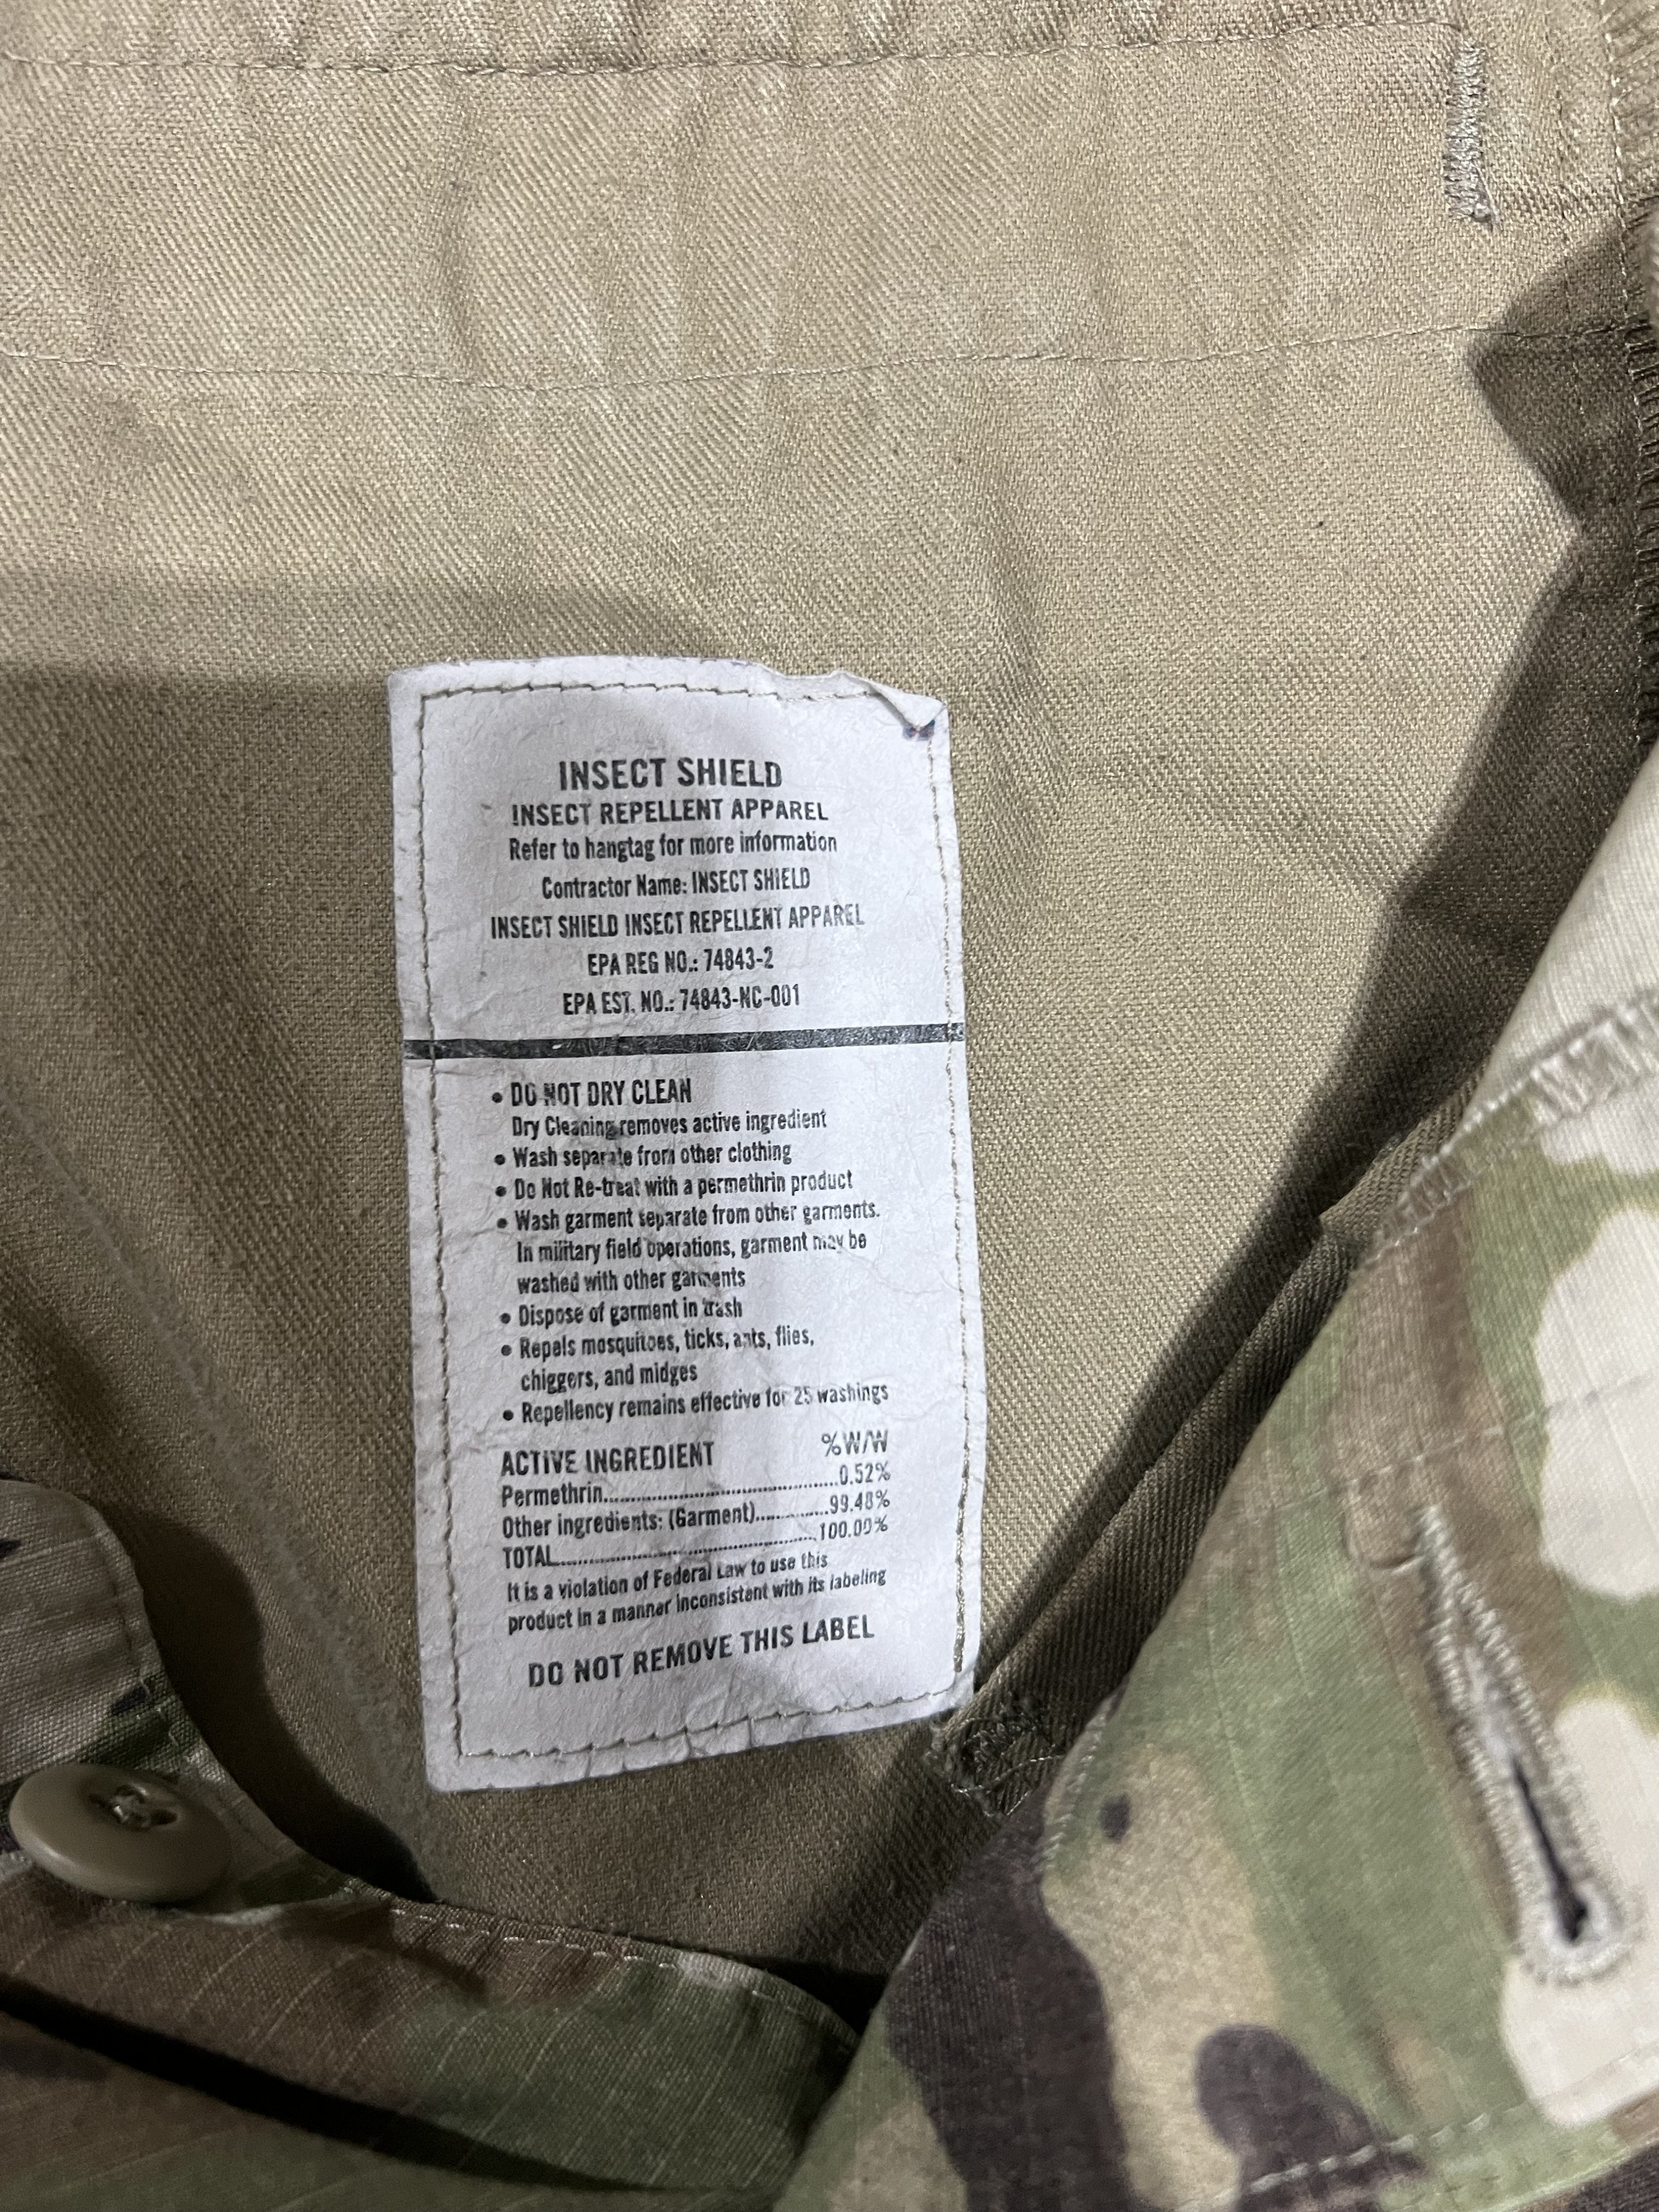 INSECT SHIELD
INSECT REPELLENT APPAREL
Refer to hangtag for more information
Contractor Name: INSECT SHIELD
INSECT SHIELD INSECT REPELLENT APPAREL
EPA REG NO.: 74843-2
EPA EST. NO.: 74843-NC-001
• DO NOT DRY CLEAN
Dry Cleaning removes active ingredient
• Wash separate from other clothing
• Do Not Re-treat with a permethrin product
• Wash garment separate from other garments.
In military field operations, garment may be
washed with other garments
• Dispose of garment in trash
• Repels mosquitoes, ticks, ants, flies,
chiggers, and midges
• Repellency remains effective for 25 washings
ACTIVE INGREDIENT %W/W
Permethrin..........0.52%
Other ingredients: (Garment)..........99.48%
TOTAL..........100.00%
It is a violation of Federal Law to use this
product in a manner inconsistent with its labeling
DO NOT REMOVE THIS LABEL